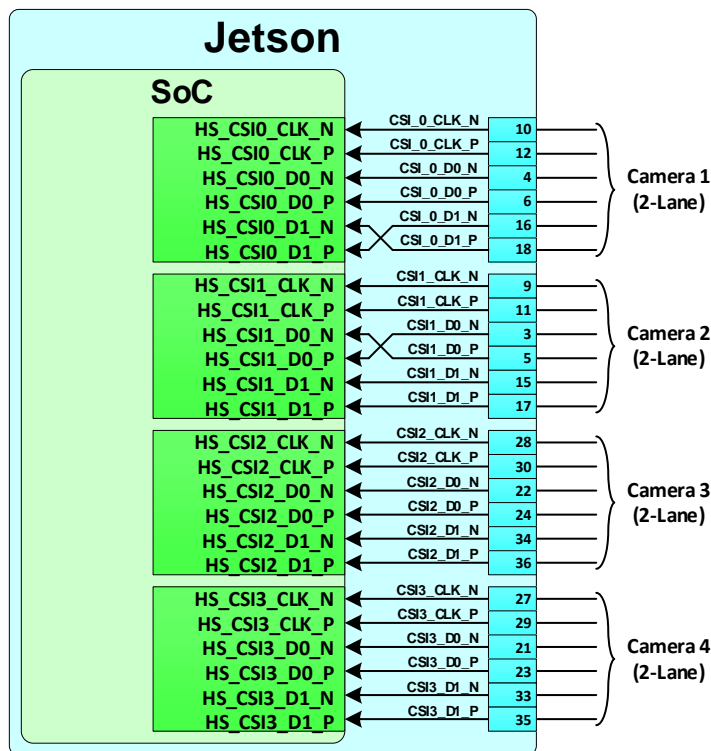 Jetson
SoC
HS_CSI0_CLK_N CSI_0_CLK_N 10
HS_CSI0_CLK_P CSI_0_CLK_P 12
HS_CSI0_D0_N CSI_0_D0_N 4
HS_CSI0_D0_P CSI_0_D0_P 6
HS_CSI0_D1_N CSI_0_D1_N 16
HS_CSI0_D1_P CSI_0_D1_P 18
Camera 1
(2-Lane)
HS_CSI1_CLK_N CSI1_CLK_N 9
HS_CSI1_CLK_P CSI1_CLK_P 11
HS_CSI1_D0_N CSI1_D0_N 3
HS_CSI1_D0_P CSI1_D0_P 5
HS_CSI1_D1_N CSI1_D1_N 15
HS_CSI1_D1_P CSI1_D1_P 17
Camera 2
(2-Lane)
HS_CSI2_CLK_N CSI2_CLK_N 28
HS_CSI2_CLK_P CSI2_CLK_P 30
HS_CSI2_D0_N CSI2_D0_N 22
HS_CSI2_D0_P CSI2_D0_P 24
HS_CSI2_D1_N CSI2_D1_N 34
HS_CSI2_D1_P CSI2_D1_P 36
Camera 3
(2-Lane)
HS_CSI3_CLK_N CSI3_CLK_N 27
HS_CSI3_CLK_P CSI3_CLK_P 29
HS_CSI3_D0_N CSI3_D0_N 21
HS_CSI3_D0_P CSI3_D0_P 23
HS_CSI3_D1_N CSI3_D1_N 33
HS_CSI3_D1_P CSI3_D1_P 35
Camera 4
(2-Lane)